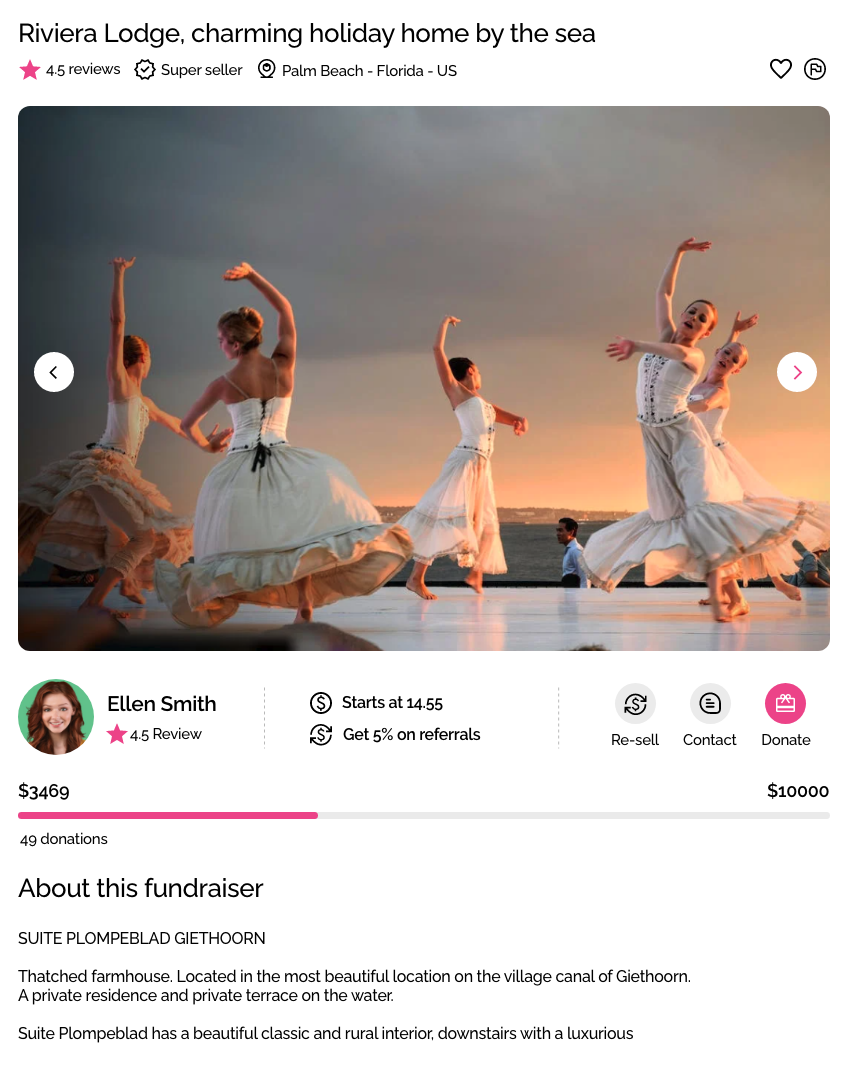 Riviera Lodge, charming holiday home by the sea
4.5 reviews Super seller Palm Beach - Florida - US
Ellen Smith
4.5 Review
Starts at 14.55
Get 5% on referrals
Re-sell Contact Donate
$3469 $10000
49 donations
About this fundraiser
SUITE PLOMPEBLAD GIETHOORN
Thatched farmhouse. Located in the most beautiful location on the village canal of Giethoorn.
A private residence and private terrace on the water.
Suite Plompeblad has a beautiful classic and rural interior, downstairs with a luxurious